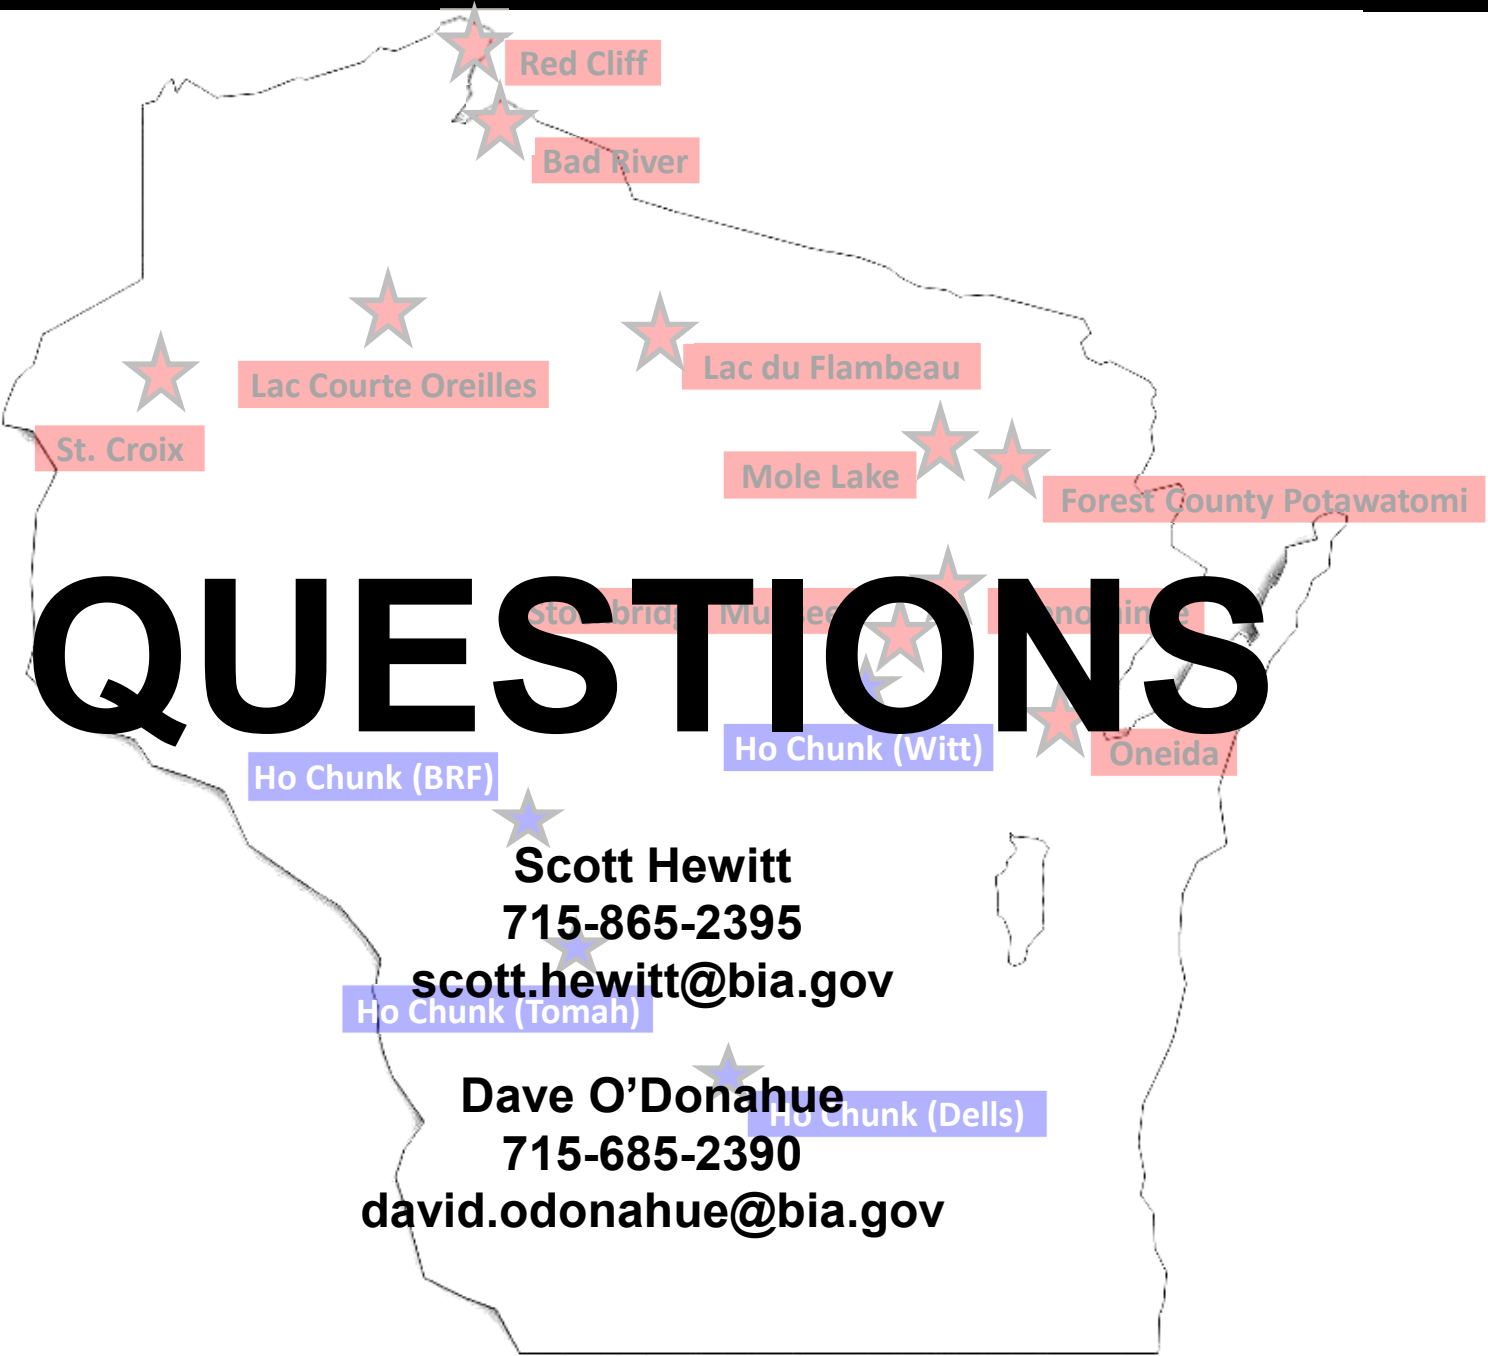 Red Cliff
Bad River
Lac du Flambeau
Lac Courte Oreilles
St. Croix
Mole Lake
Forest County Potawatomi
QUESTIONS
Ho Chunk (Witt)
Oneida
Ho Chunk (BRF)
Scott Hewitt
715-865-2395
scott.hewitt@bia.gov
Ho Chunk (Tomah)
Dave O’Donahue
Ho Chunk (Dells)
715-685-2390
david.odonahue@bia.gov